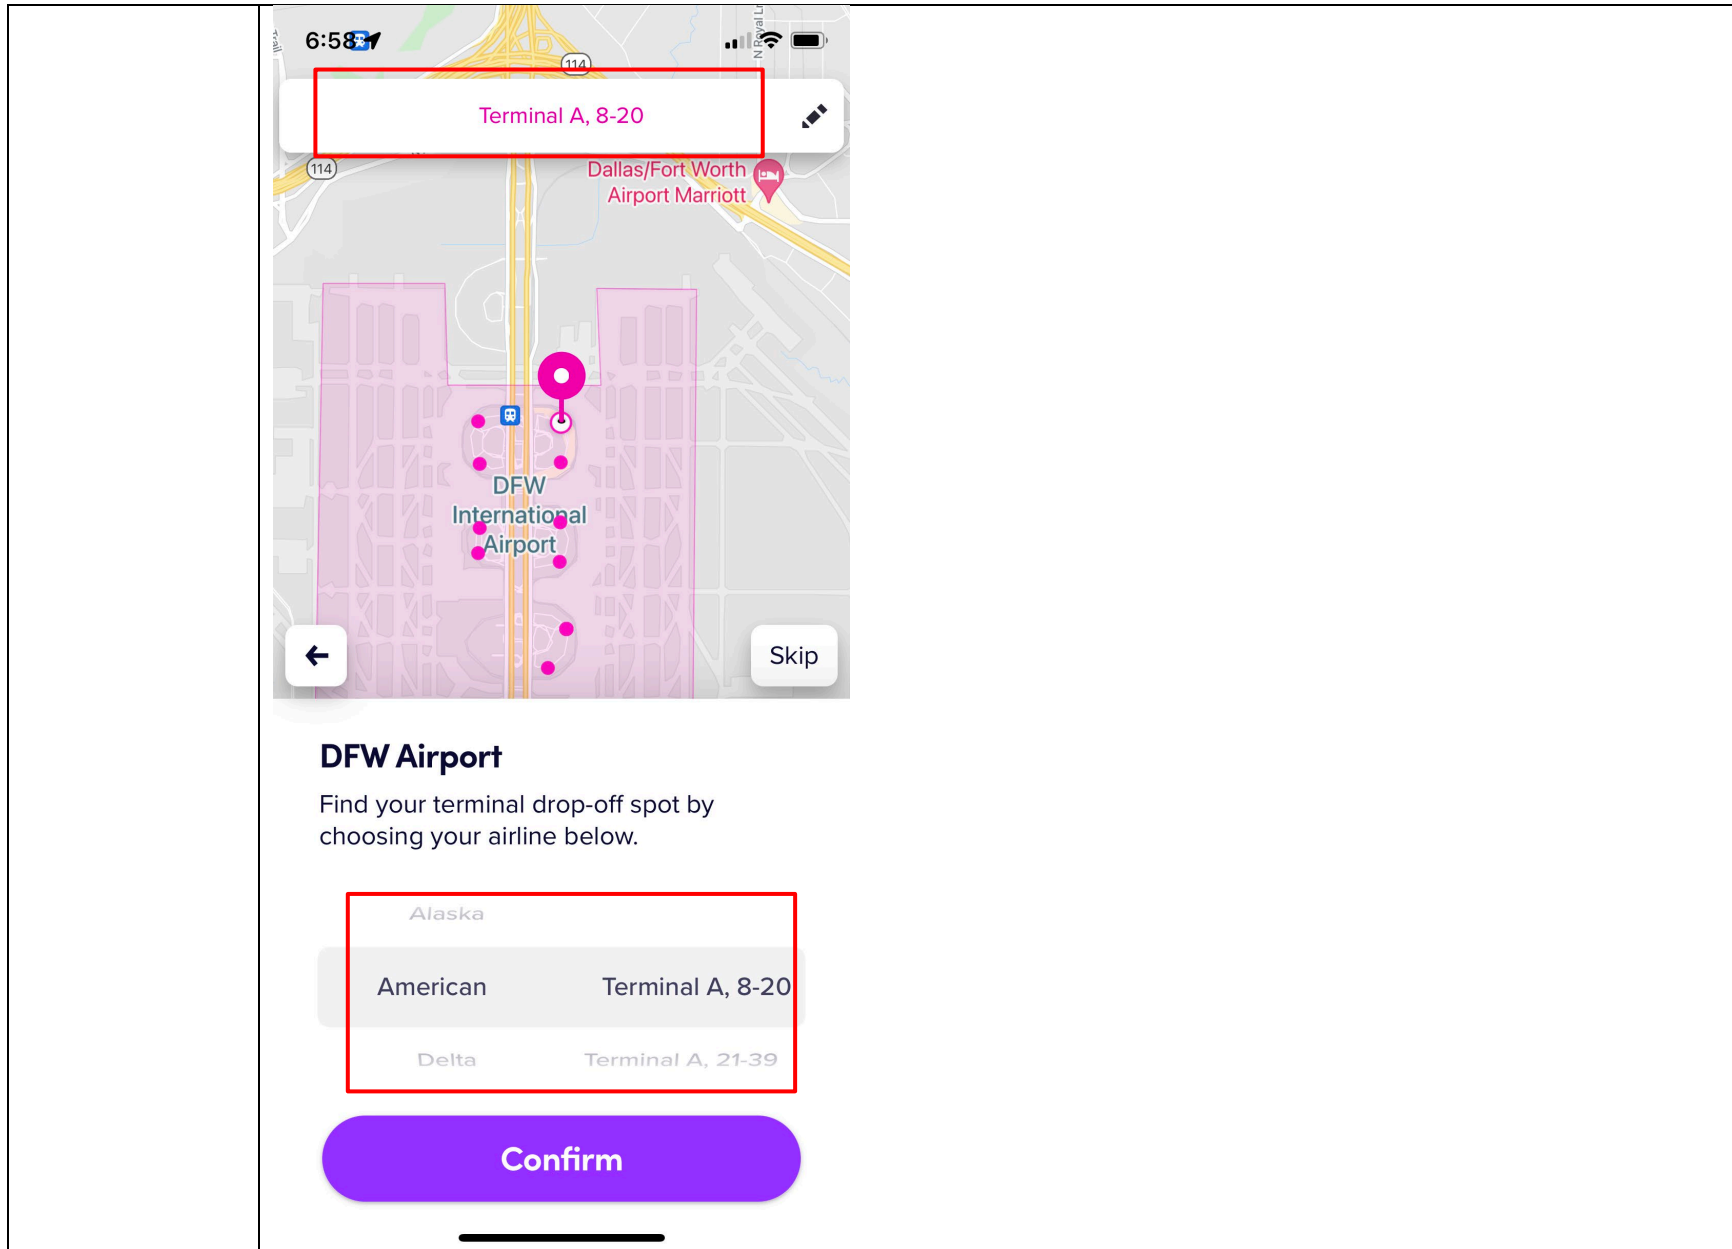 6:58
114
N Royal Ln
Terminal A, 8-20
114
Dallas/Fort Worth
Airport Marriott
DFW
International
Airport
Skip
DFW Airport
Find your terminal drop-off spot by
choosing your airline below.
Alaska
American Terminal A, 8-20
Delta Terminal A, 21-39
Confirm